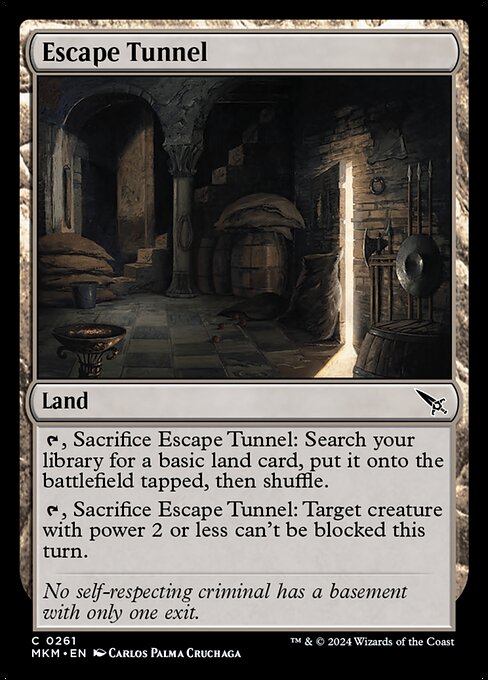 Escape Tunnel
Land
, Sacrifice Escape Tunnel: Search your
library for a basic land card, put it onto the
battlefield tapped, then shuffle.
, Sacrifice Escape Tunnel: Target creature
with power 2 or less can't be blocked this
turn.
No self-respecting criminal has a basement
with only one exit.
C 0261
MKM • EN CARLOS PALMA CRUCHAGA
™ & © 2024 Wizards of the Coast